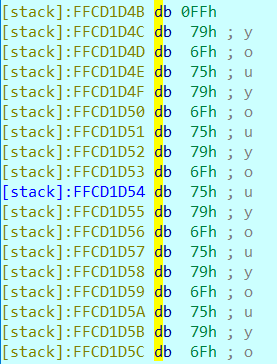 [stack]:FFCD1D4B db 0FFh
[stack]:FFCD1D4C db 79h ; y
[stack]:FFCD1D4D db 6Fh ; o
[stack]:FFCD1D4E db 75h ; u
[stack]:FFCD1D4F db 79h ; y
[stack]:FFCD1D50 db 6Fh ; o
[stack]:FFCD1D51 db 75h ; u
[stack]:FFCD1D52 db 79h ; y
[stack]:FFCD1D53 db 6Fh ; o
[stack]:FFCD1D54 db 75h ; u
[stack]:FFCD1D55 db 79h ; y
[stack]:FFCD1D56 db 6Fh ; o
[stack]:FFCD1D57 db 75h ; u
[stack]:FFCD1D58 db 79h ; y
[stack]:FFCD1D59 db 6Fh ; o
[stack]:FFCD1D5A db 75h ; u
[stack]:FFCD1D5B db 79h ; y
[stack]:FFCD1D5C db 6Fh ; o